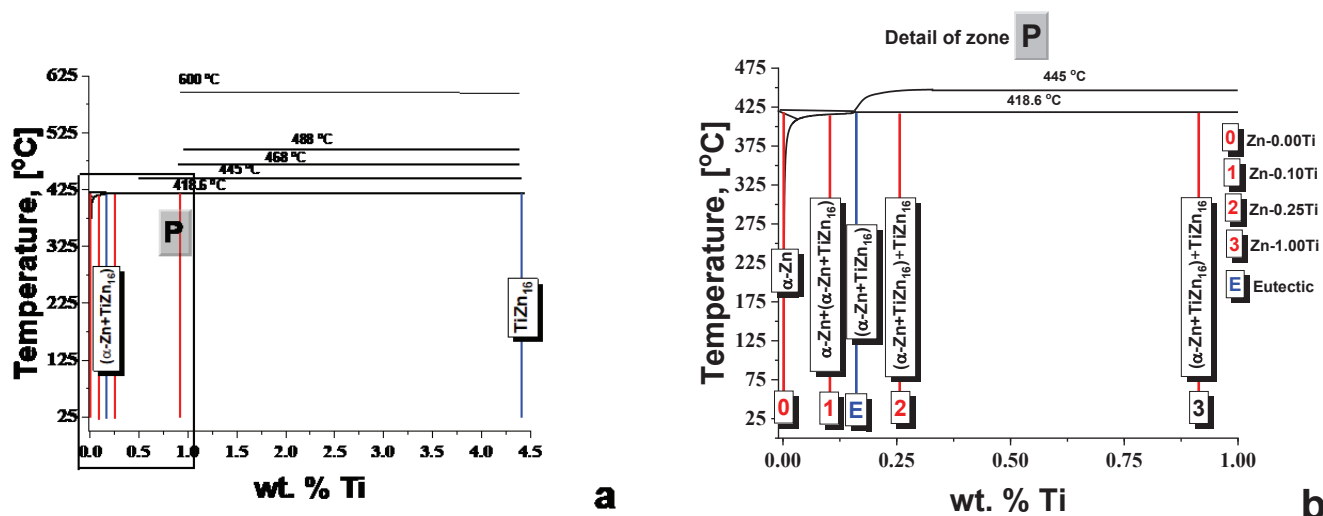 625
525
425
325
225
125
25
Temperature, [°C]
600 °C
488 °C
468 °C
445 °C
418.6 °C
P
(α-Zn+TiZn16)
TiZn16
0.0 0.5 1.0 1.5 2.0 2.5 3.0 3.5 4.0 4.5
wt. % Ti
a
Detail of zone P
475
425
375
325
275
225
175
125
75
25
Temperature, [°C]
445 °C
418.6 °C
α-Zn
α-Zn+(α-Zn+TiZn16)
(α-Zn+TiZn16)
(α-Zn+TiZn16)+TiZn16
(α-Zn+TiZn16)+TiZn16
0 1 E 2 3
0 Zn-0.00Ti
1 Zn-0.10Ti
2 Zn-0.25Ti
3 Zn-1.00Ti
E Eutectic
0.00 0.25 0.50 0.75 1.00
wt. % Ti
b